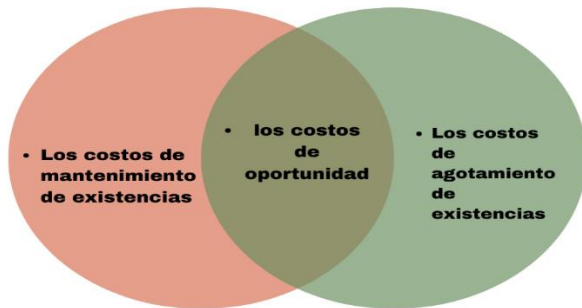 • Los costos de
mantenimiento
de existencias
• los costos
de
oportunidad
• Los costos
de
agotamiento
de
existencias